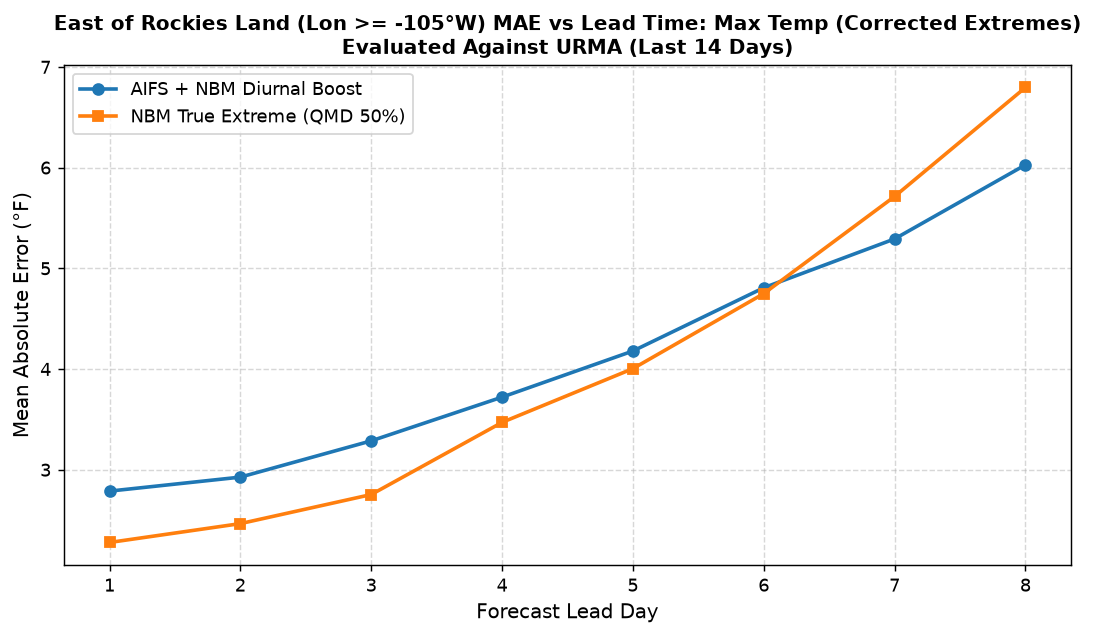 East of Rockies Land (Lon >= -105°W) MAE vs Lead Time: Max Temp (Corrected Extremes)
Evaluated Against URMA (Last 14 Days)
AIFS + NBM Diurnal Boost
NBM True Extreme (QMD 50%)
Mean Absolute Error (°F)
7
6
5
4
3
1 2 3 4 5 6 7 8
Forecast Lead Day